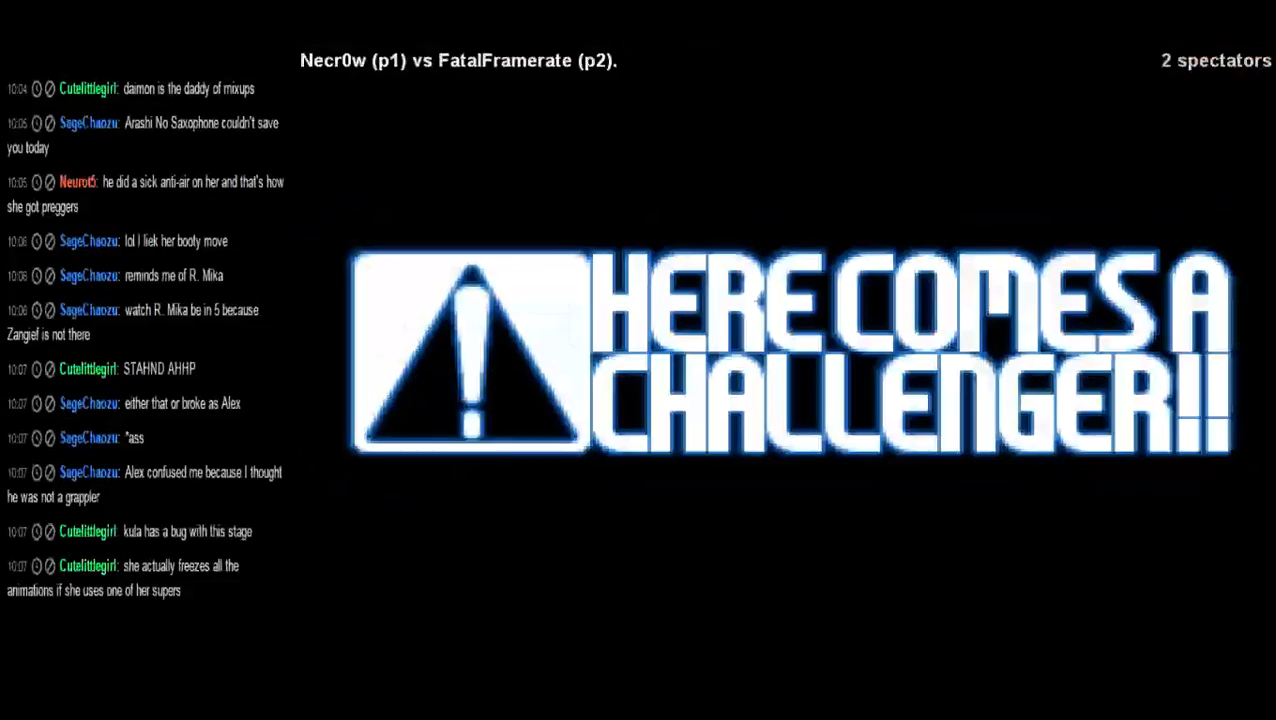 Necr0w (p1) vs FatalFramerate (p2).
2 spectators
10:04 Cutelittlegirl: daimon is the daddy of mixups
10:05 SageChaozu: Arashi No Saxophone couldn't save
you today
10:05 Neurot5: he did a sick anti-air on her and that's how
she got preggers
10:06 SageChaozu: lol I liek her booty move
10:06 SageChaozu: reminds me of R. Mika
10:06 SageChaozu: watch R. Mika be in 5 because
Zangief is not there
10:07 Cutelittlegirl: STAHND AHHP
10:07 SageChaozu: either that or broke as Alex
10:07 SageChaozu: *ass
10:07 SageChaozu: Alex confused me because I thought
he was not a grappler
10:07 Cutelittlegirl: kula has a bug with this stage
10:07 Cutelittlegirl: she actually freezes all the
animations if she uses one of her supers
HERE COMES A
CHALLENGER!!